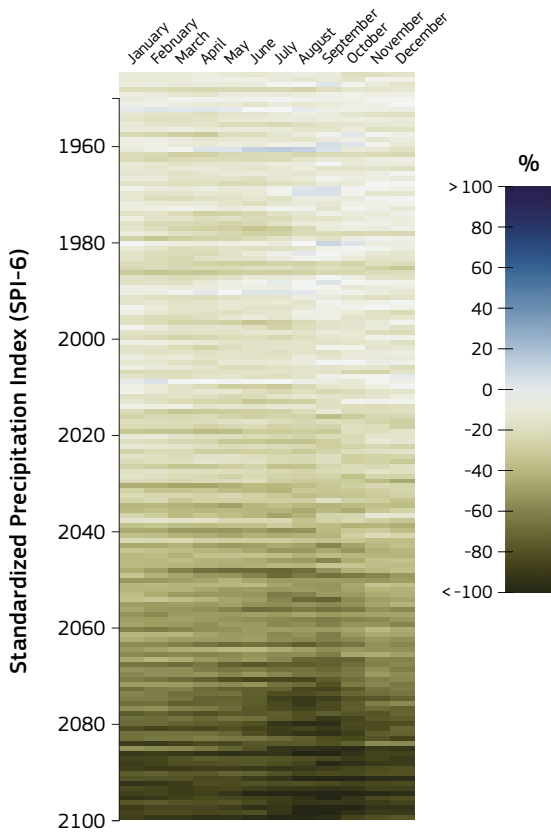 January
February
March
April
May
June
July
August
September
October
November
December
Standardized Precipitation Index (SPI-6)
1960
1980
2000
2020
2040
2060
2080
2100
%
> 100
80
60
40
20
0
-20
-40
-60
-80
< -100